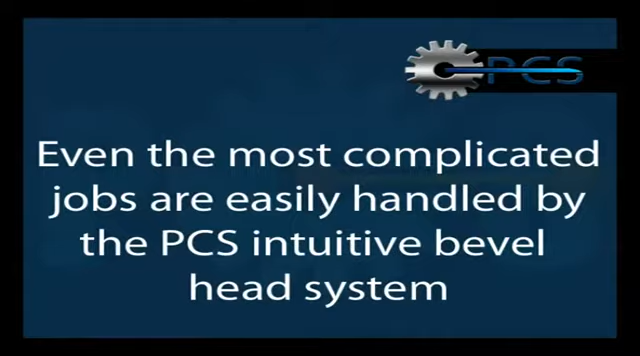 PCS
Even the most complicated
jobs are easily handled by
the PCS intuitive bevel
head system